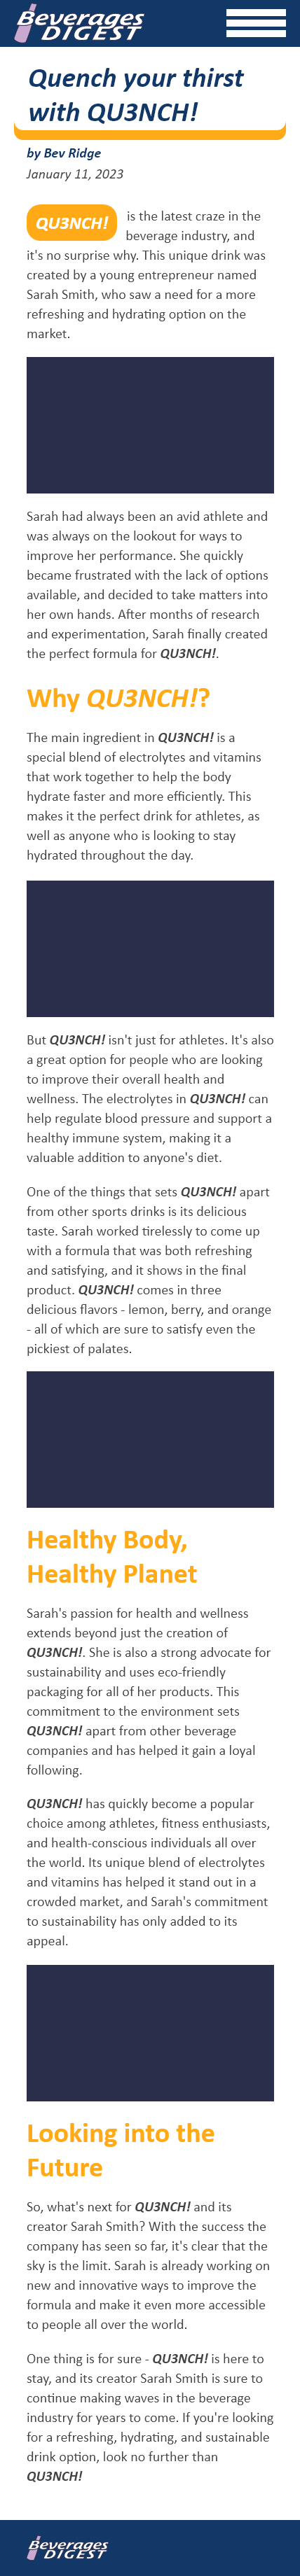 Beverages
DIGEST
Quench your thirst
with QU3NCH!
by Bev Ridge
January 11, 2023
QU3NCH! is the latest craze in the
beverage industry, and
it's no surprise why. This unique drink was
created by a young entrepreneur named
Sarah Smith, who saw a need for a more
refreshing and hydrating option on the
market.
Sarah had always been an avid athlete and
was always on the lookout for ways to
improve her performance. She quickly
became frustrated with the lack of options
available, and decided to take matters into
her own hands. After months of research
and experimentation, Sarah finally created
the perfect formula for QU3NCH!.
Why QU3NCH!?
The main ingredient in QU3NCH! is a
special blend of electrolytes and vitamins
that work together to help the body
hydrate faster and more efficiently. This
makes it the perfect drink for athletes, as
well as anyone who is looking to stay
hydrated throughout the day.
But QU3NCH! isn't just for athletes. It's also
a great option for people who are looking
to improve their overall health and
wellness. The electrolytes in QU3NCH! can
help regulate blood pressure and support a
healthy immune system, making it a
valuable addition to anyone's diet.
One of the things that sets QU3NCH! apart
from other sports drinks is its delicious
taste. Sarah worked tirelessly to come up
with a formula that was both refreshing
and satisfying, and it shows in the final
product. QU3NCH! comes in three
delicious flavors - lemon, berry, and orange
- all of which are sure to satisfy even the
pickiest of palates.
Healthy Body,
Healthy Planet
Sarah's passion for health and wellness
extends beyond just the creation of
QU3NCH!. She is also a strong advocate for
sustainability and uses eco-friendly
packaging for all of her products. This
commitment to the environment sets
QU3NCH! apart from other beverage
companies and has helped it gain a loyal
following.
QU3NCH! has quickly become a popular
choice among athletes, fitness enthusiasts,
and health-conscious individuals all over
the world. Its unique blend of electrolytes
and vitamins has helped it stand out in a
crowded market, and Sarah's commitment
to sustainability has only added to its
appeal.
Looking into the
Future
So, what's next for QU3NCH! and its
creator Sarah Smith? With the success the
company has seen so far, it's clear that the
sky is the limit. Sarah is already working on
new and innovative ways to improve the
formula and make it even more accessible
to people all over the world.
One thing is for sure - QU3NCH! is here to
stay, and its creator Sarah Smith is sure to
continue making waves in the beverage
industry for years to come. If you're looking
for a refreshing, hydrating, and sustainable
drink option, look no further than
QU3NCH!
Beverages
DIGEST